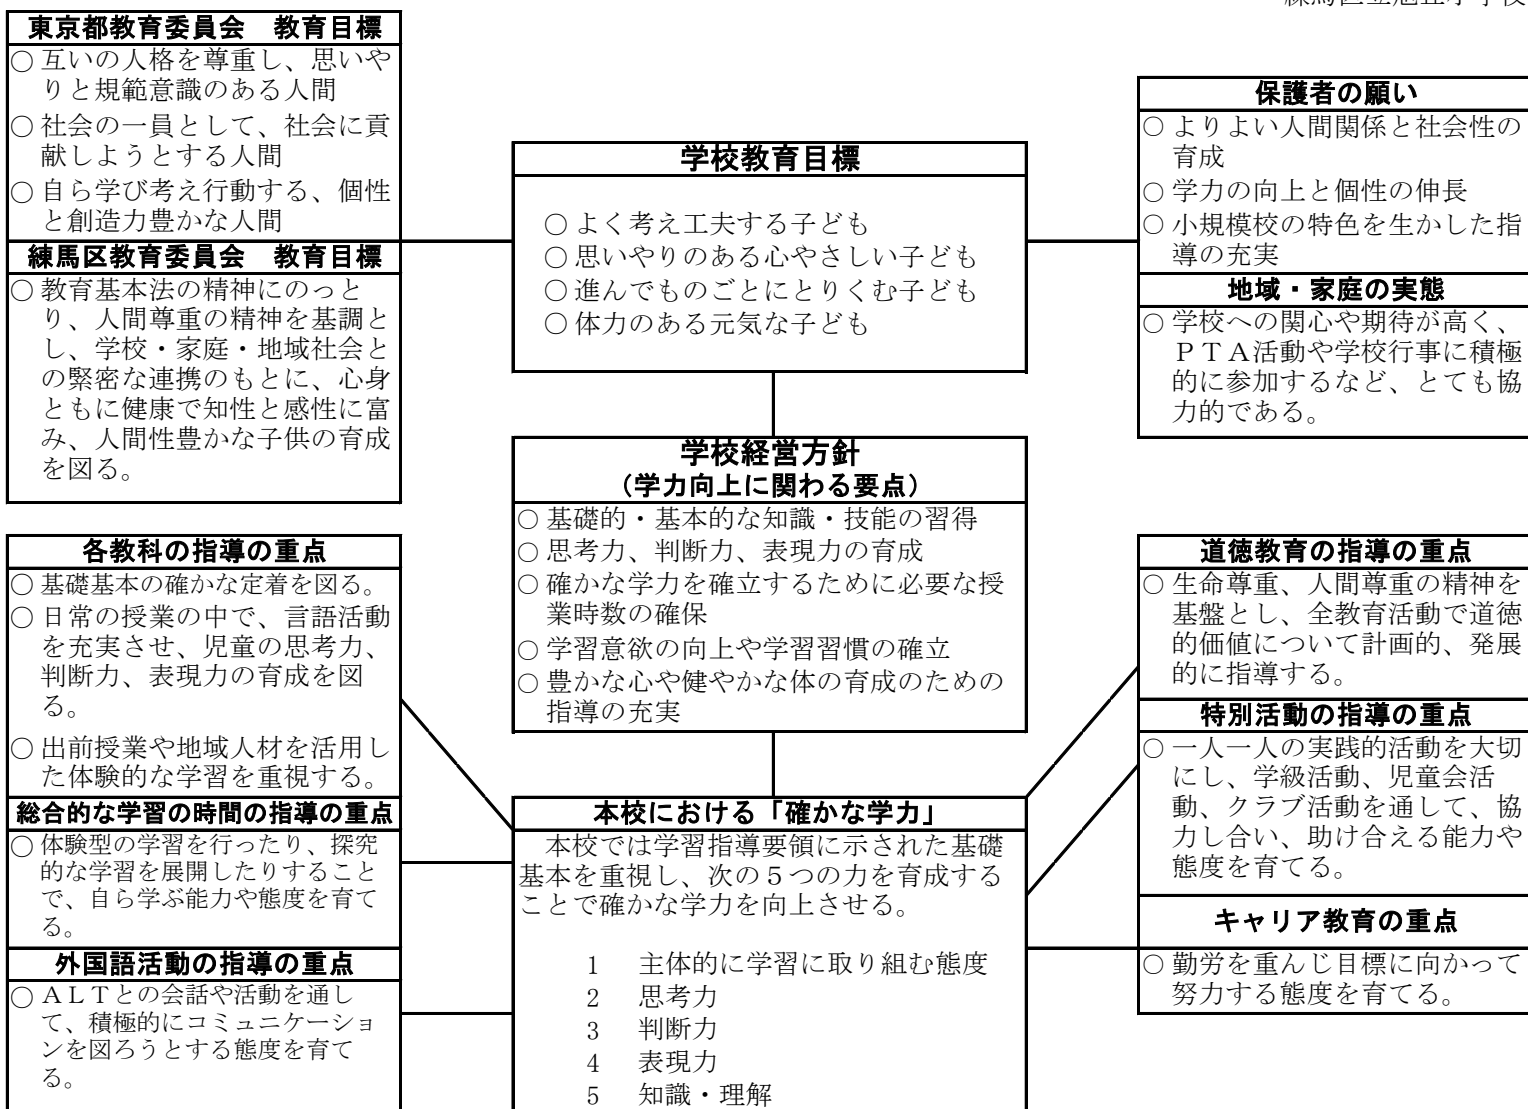 東京都教育委員会　教育目標
○ 互いの人格を尊重し、思いや
りと規範意識のある人間
○ 社会の一員として、社会に貢
献しようとする人間
○ 自ら学び考え行動する、個性
と創造力豊かな人間
練馬区教育委員会　教育目標
○ 教育基本法の精神にのっと
り、人間尊重の精神を基調と
し、学校・家庭・地域社会と
の緊密な連携のもとに、心身
ともに健康で知性と感性に富
み、人間性豊かな子供の育成
を図る。
学校教育目標
○ よく考え工夫する子ども
○ 思いやりのある心やさしい子ども
○ 進んでものごとにとりくむ子ども
○ 体力のある元気な子ども
保護者の願い
○ よりよい人間関係と社会性の
育成
○ 学力の向上と個性の伸長
○ 小規模校の特色を生かした指
導の充実
地域・家庭の実態
○ 学校への関心や期待が高く、
ＰＴＡ活動や学校行事に積極
的に参加するなど、とても協
力的である。
学校経営方針
（学力向上に関わる要点）
○ 基礎的・基本的な知識・技能の習得
○ 思考力、判断力、表現力の育成
○ 確かな学力を確立するために必要な授
業時数の確保
○ 学習意欲の向上や学習習慣の確立
○ 豊かな心や健やかな体の育成のための
指導の充実
各教科の指導の重点
○ 基礎基本の確かな定着を図る。
○ 日常の授業の中で、言語活動
を充実させ、児童の思考力、
判断力、表現力の育成を図
る。
○ 出前授業や地域人材を活用し
た体験的な学習を重視する。
総合的な学習の時間の指導の重点
○ 体験型の学習を行ったり、探究
的な学習を展開したりすること
で、自ら学ぶ能力や態度を育て
る。
外国語活動の指導の重点
○ ＡＬＴとの会話や活動を通し
て、積極的にコミュニケーショ
ンを図ろうとする態度を育て
る。
本校における「確かな学力」
本校では学習指導要領に示された基礎
基本を重視し、次の５つの力を育成する
ことで確かな学力を向上させる。
1　主体的に学習に取り組む態度
2　思考力
3　判断力
4　表現力
5　知識・理解
道徳教育の指導の重点
○ 生命尊重、人間尊重の精神を
基盤とし、全教育活動で道徳
的価値について計画的、発展
的に指導する。
特別活動の指導の重点
○ 一人一人の実践的活動を大切
にし、学級活動、児童会活
動、クラブ活動を通して、協
力し合い、助け合える能力や
態度を育てる。
キャリア教育の重点
○ 勤労を重んじ目標に向かって
努力する態度を育てる。